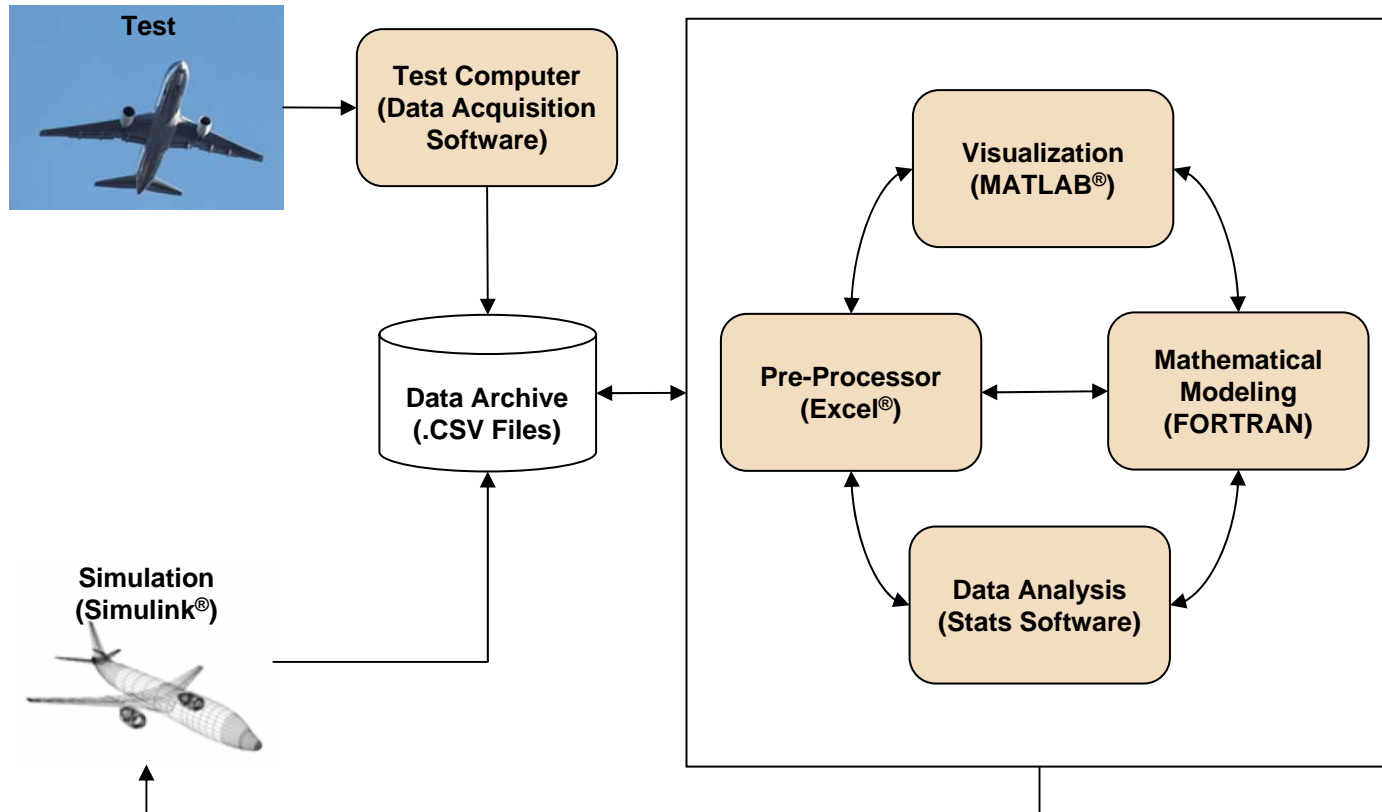 Test
Test Computer
(Data Acquisition
Software)
Visualization
(MATLAB®)
Pre-Processor
(Excel®)
Mathematical
Modeling
(FORTRAN)
Data Archive
(.CSV Files)
Data Analysis
(Stats Software)
Simulation
(Simulink®)